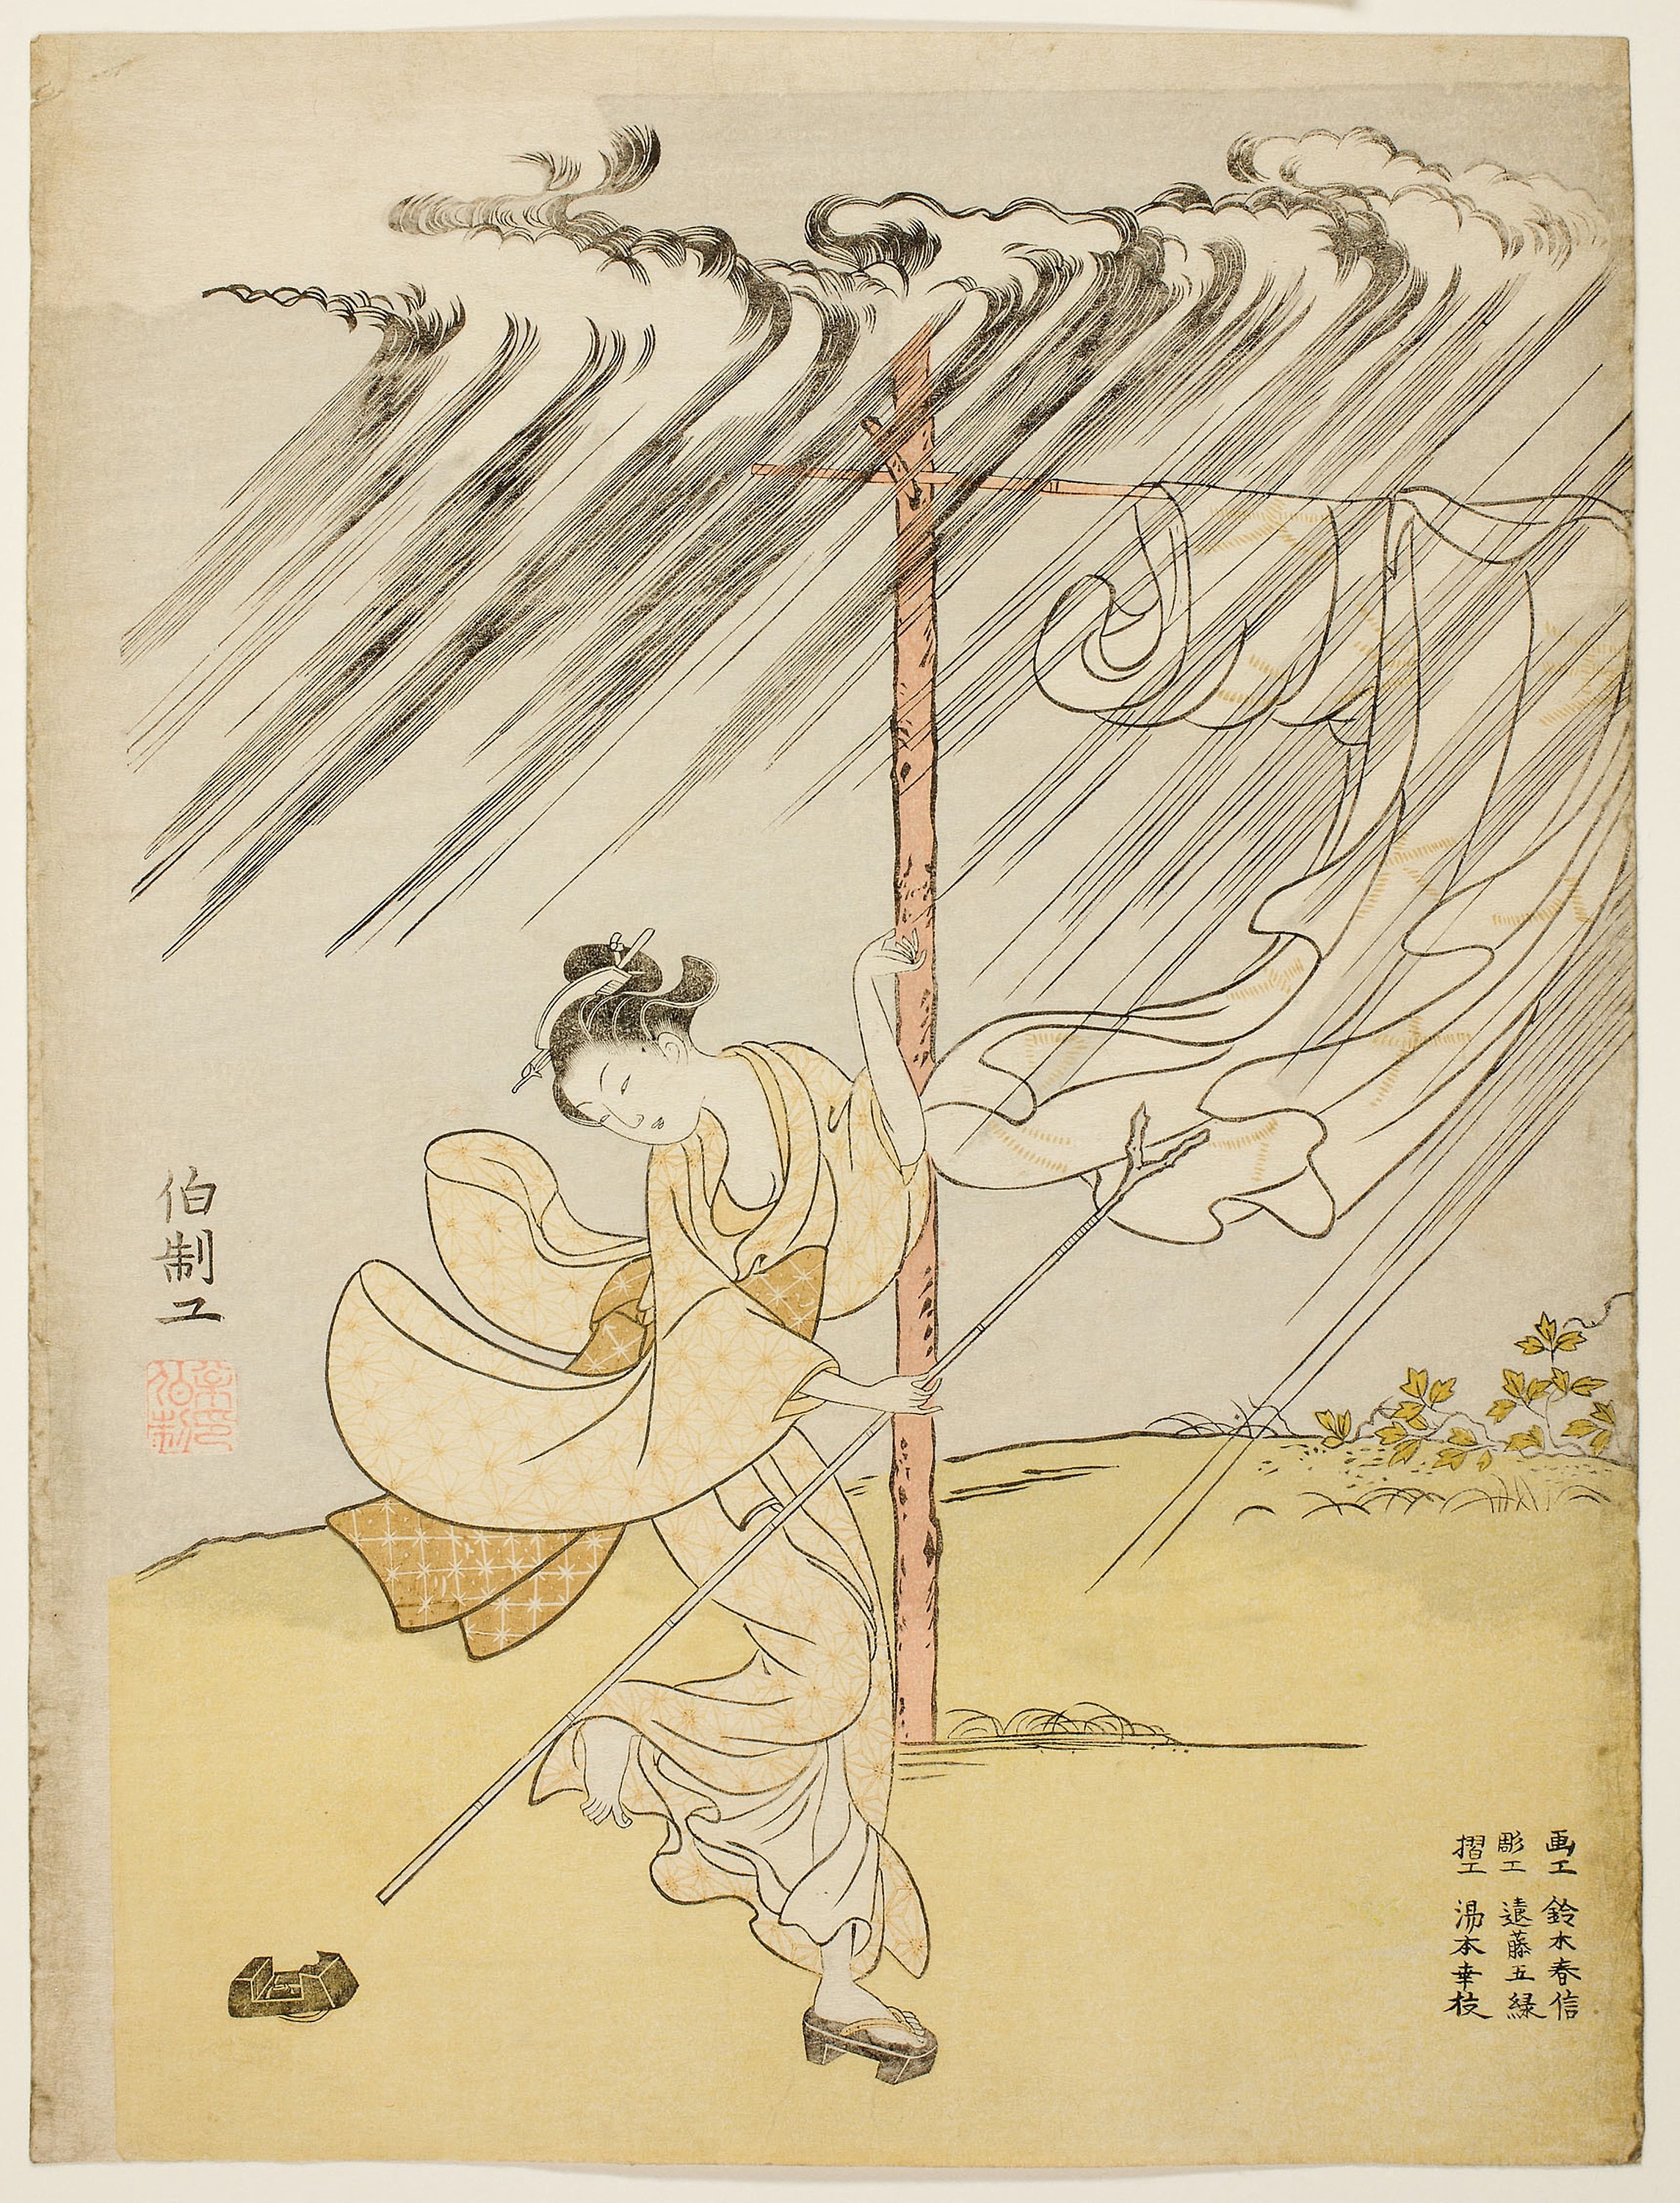 画工 鈴木春信
彫工 遠藤五緑
摺工 湯本幸枝
伯制工